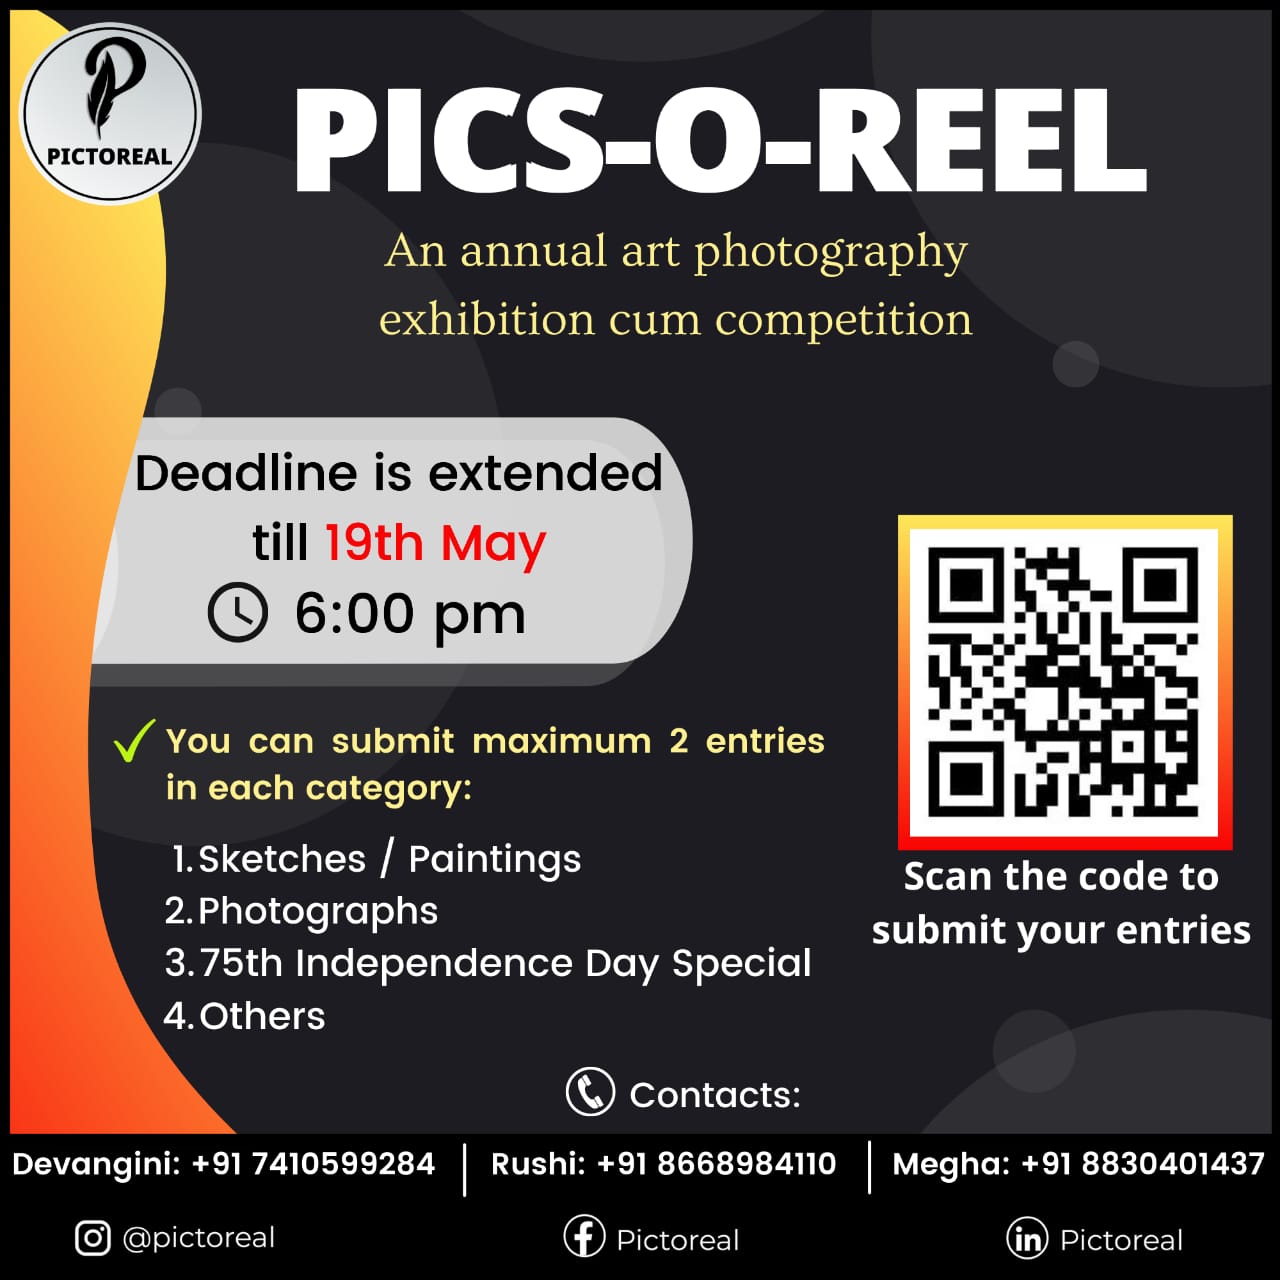 PICTOREAL
PICS-O-REEL
An annual art photography
exhibition cum competition
Deadline is extended
till 19th May
6:00 pm
You can submit maximum 2 entries
in each category:
1. Sketches / Paintings
2. Photographs
3. 75th Independence Day Special
4. Others
Scan the code to
submit your entries
Contacts:
Devangini: +91 7410599284
Rushi: +91 8668984110
Megha: +91 8830401437
@pictoreal
Pictoreal
Pictoreal